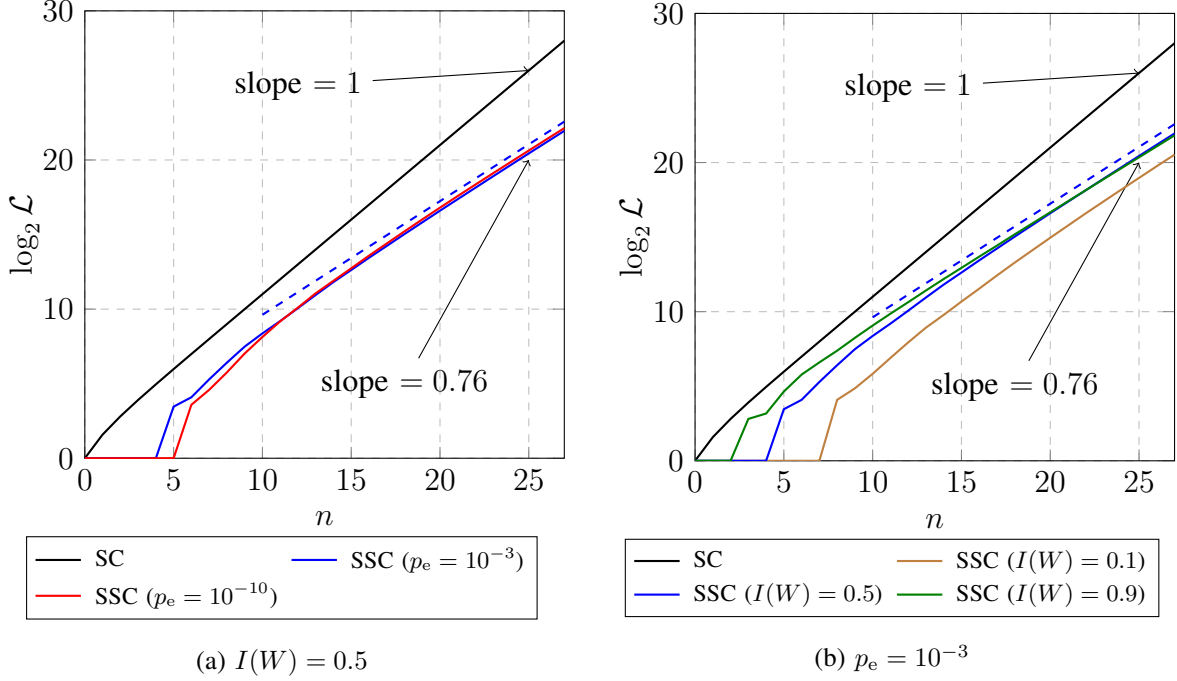 30
20
10
0
0 5 10 15 20 25
log₂ ℒ
n
slope = 1
slope = 0.76
SC
SSC (pₑ = 10⁻³)
SSC (pₑ = 10⁻¹⁰)
(a) I(W) = 0.5
30
20
10
0
0 5 10 15 20 25
log₂ ℒ
n
slope = 1
slope = 0.76
SC
SSC (I(W) = 0.1)
SSC (I(W) = 0.5)
SSC (I(W) = 0.9)
(b) pₑ = 10⁻³